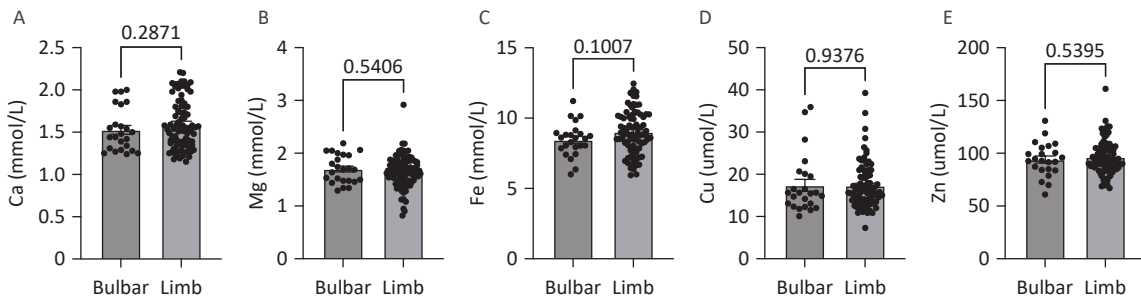 A
0.2871
Ca (mmol/L)
2.5
2.0
1.5
1.0
0.5
0
Bulbar Limb
B
0.5406
Mg (mmol/L)
4
3
2
1
0
Bulbar Limb
C
0.1007
Fe (mmol/L)
15
10
5
0
Bulbar Limb
D
0.9376
Cu (umol/L)
50
40
30
20
10
0
Bulbar Limb
E
0.5395
Zn (umol/L)
200
150
100
50
0
Bulbar Limb